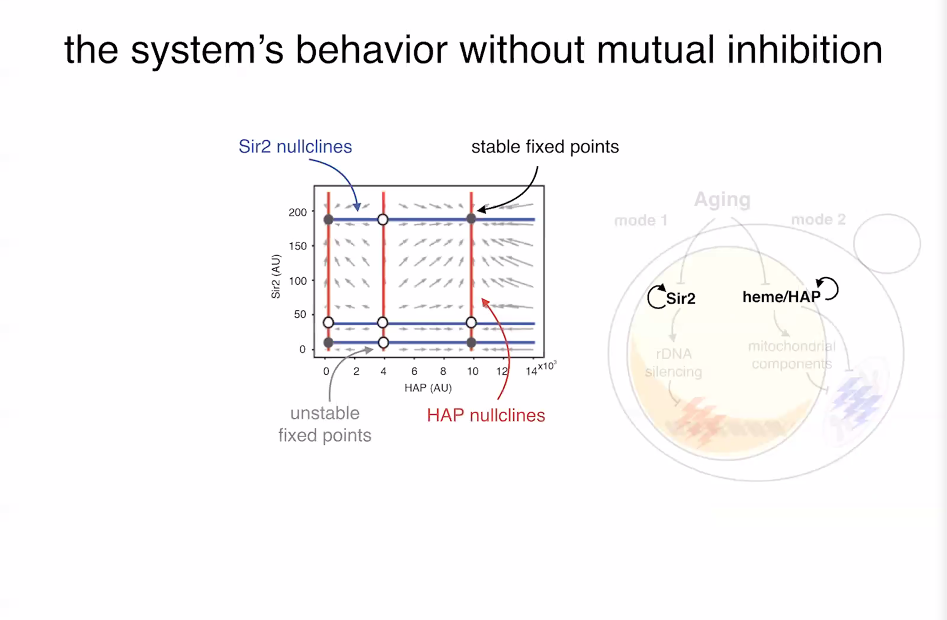 the system's behavior without mutual inhibition
Sir2 nullclines
stable fixed points
200
150
100
50
0
Sir2 (AU)
0 2 4 6 8 10 12 14 x10³
HAP (AU)
unstable
fixed points
HAP nullclines
Aging
mode 1
mode 2
Sir2
heme/HAP
rDNA
silencing
mitochondrial
components